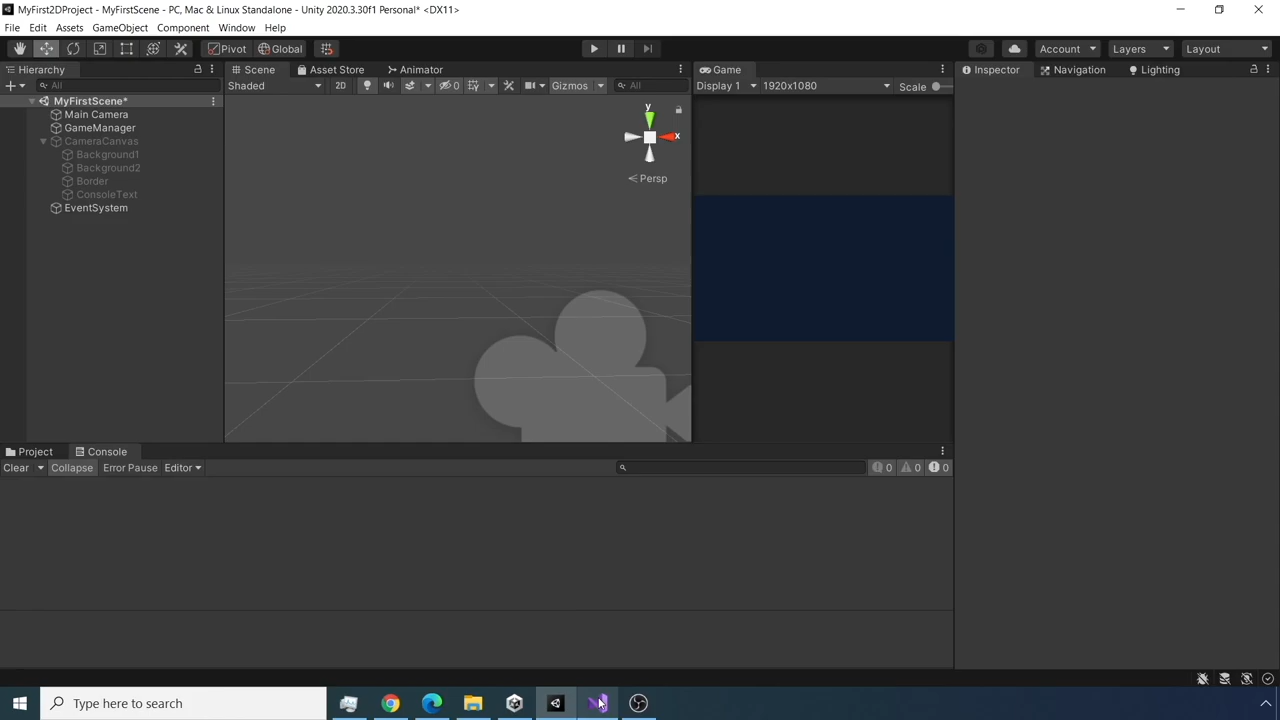 MyFirst2DProject - MyFirstScene - PC, Mac & Linux Standalone - Unity 2020.3.30f1 Personal* <DX11>
File Edit Assets GameObject Component Window Help
Pivot Global Account Layers Layout
Hierarchy Scene Asset Store Animator Game Inspector Navigation Lighting
All Shaded 2D 0 Gizmos All Display 1 1920x1080 Scale
MyFirstScene*
Main Camera
GameManager
CameraCanvas
Background1
Background2
Border
ConsoleText
EventSystem
y
x
Persp
Project Console
Clear Collapse Error Pause Editor 0 0 0
Type here to search